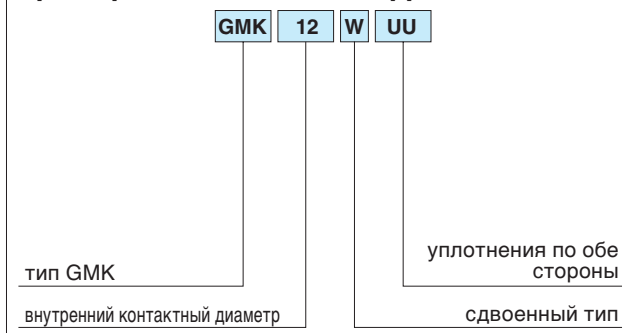 GMK 12 W UU
уплотнения по обе
стороны
тип GMK
внутренний контактный диаметр
сдвоенный тип